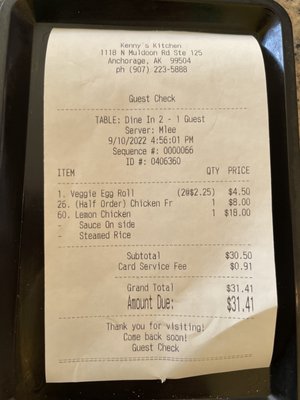 Kenny's Kitchen
1118 N Muldoon Rd Ste 125
Anchorage, AK 99504
ph (907) 223-5888
Guest Check
TABLE: Dine In 2 - 1 Guest
Server: Mlee
9/10/2022 4:56:01 PM
Sequence #: 0000066
ID #: 0406360
ITEM QTY PRICE
1. Veggie Egg Roll (2@$2.25) $4.50
26. (Half Order) Chicken Fr 1 $8.00
60. Lemon Chicken 1 $18.00
- Sauce On side
- Steamed Rice
Subtotal $30.50
Card Service Fee $0.91
Grand Total $31.41
Amount Due: $31.41
Thank you for visiting!
Come back soon!
Guest Check